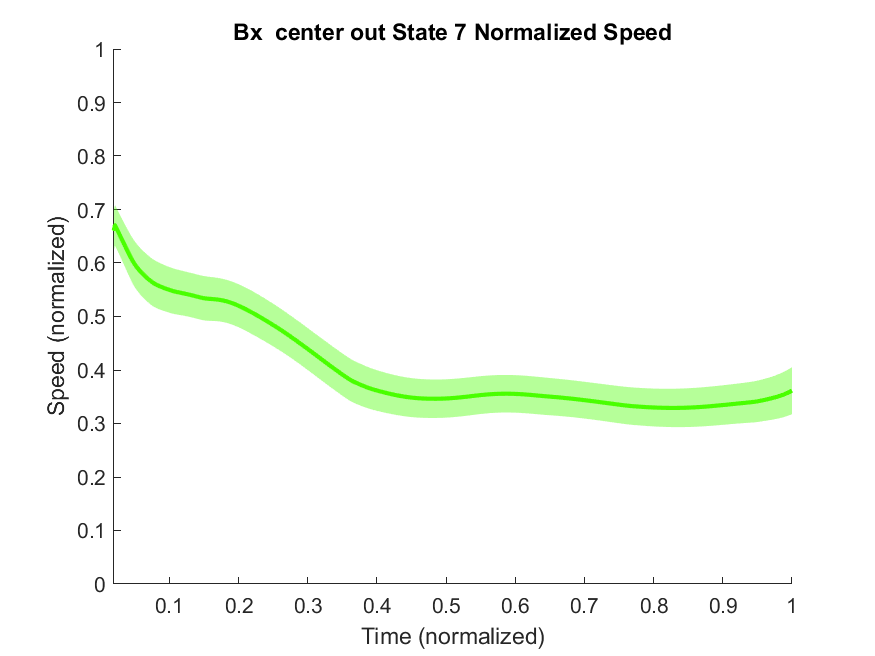 Bx  center out State 7 Normalized Speed
1
0.9
0.8
0.7
0.6
0.5
0.4
0.3
0.2
0.1
0
Speed (normalized)
0.1 0.2 0.3 0.4 0.5 0.6 0.7 0.8 0.9 1
Time (normalized)